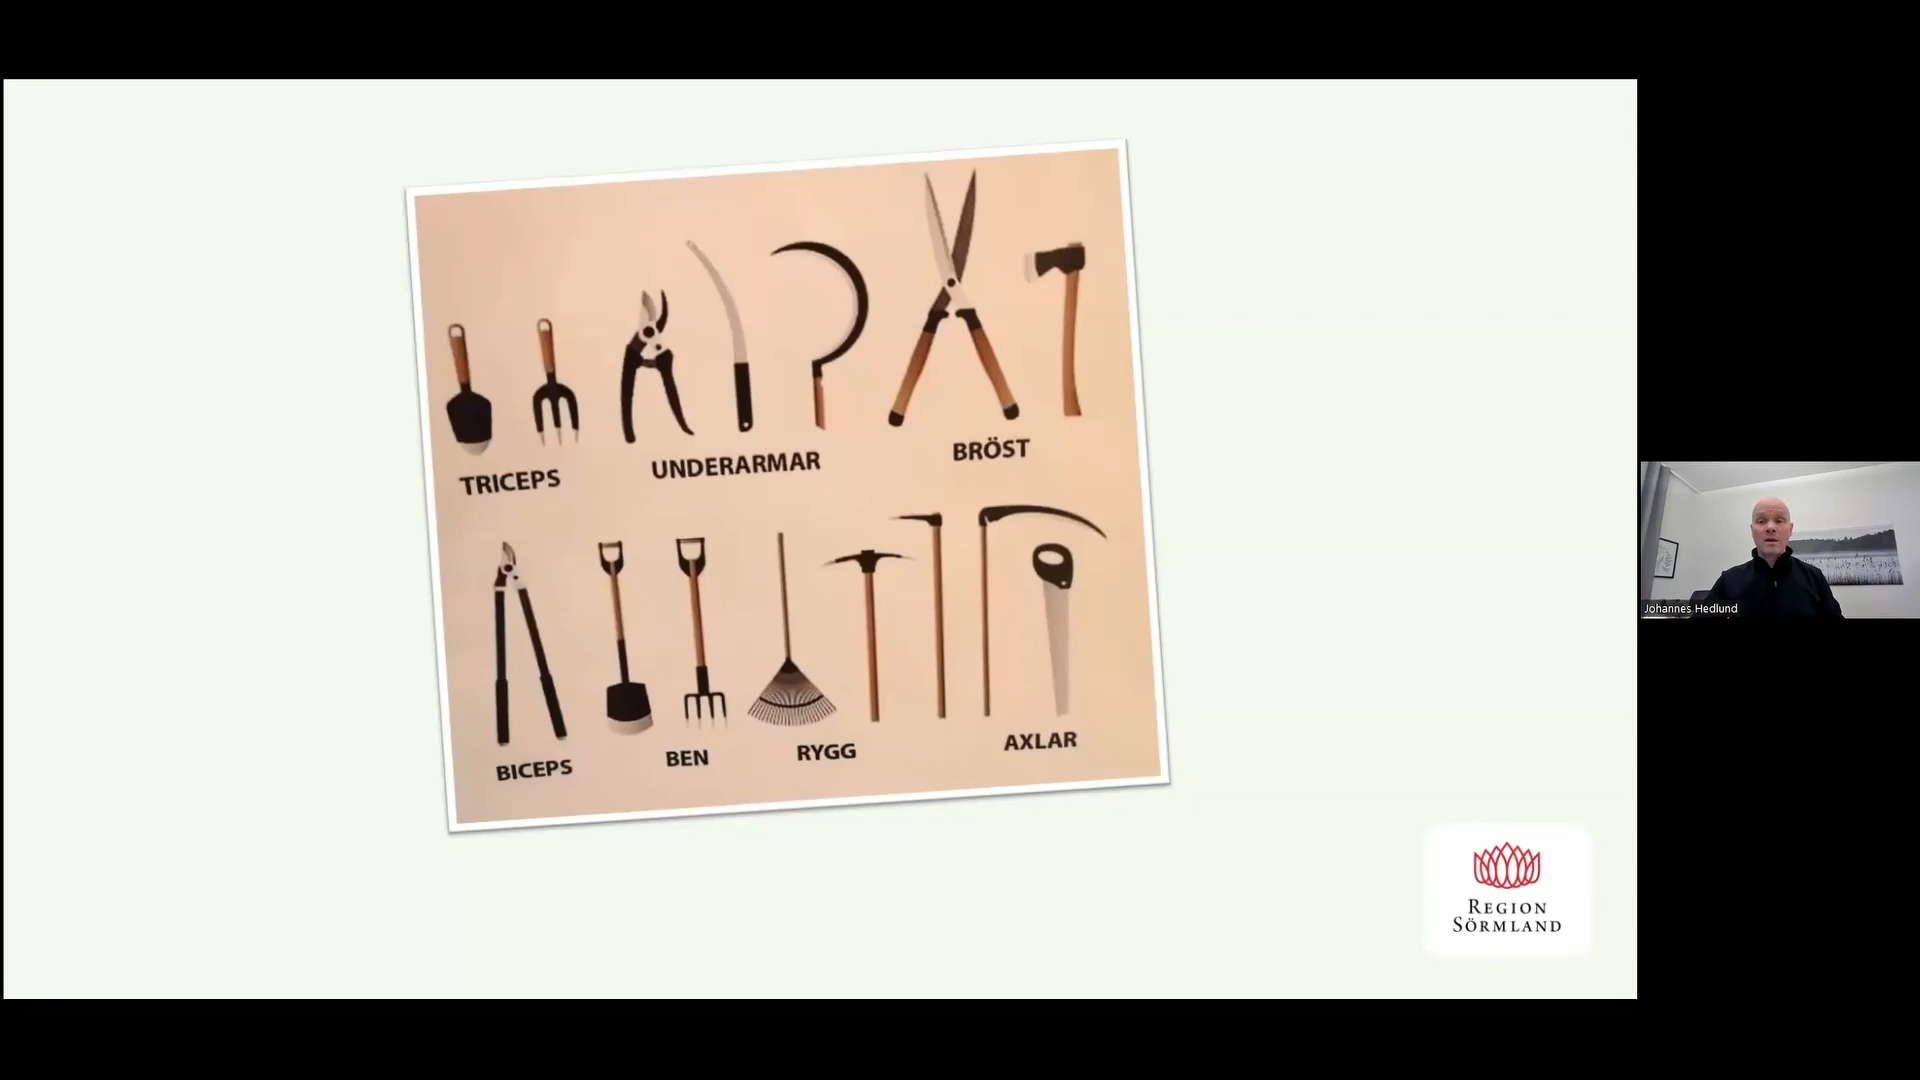 TRICEPS
UNDERARMAR
BRÖST
BICEPS
BEN
RYGG
AXLAR
Johannes Hedlund
REGION
SÖRMLAND